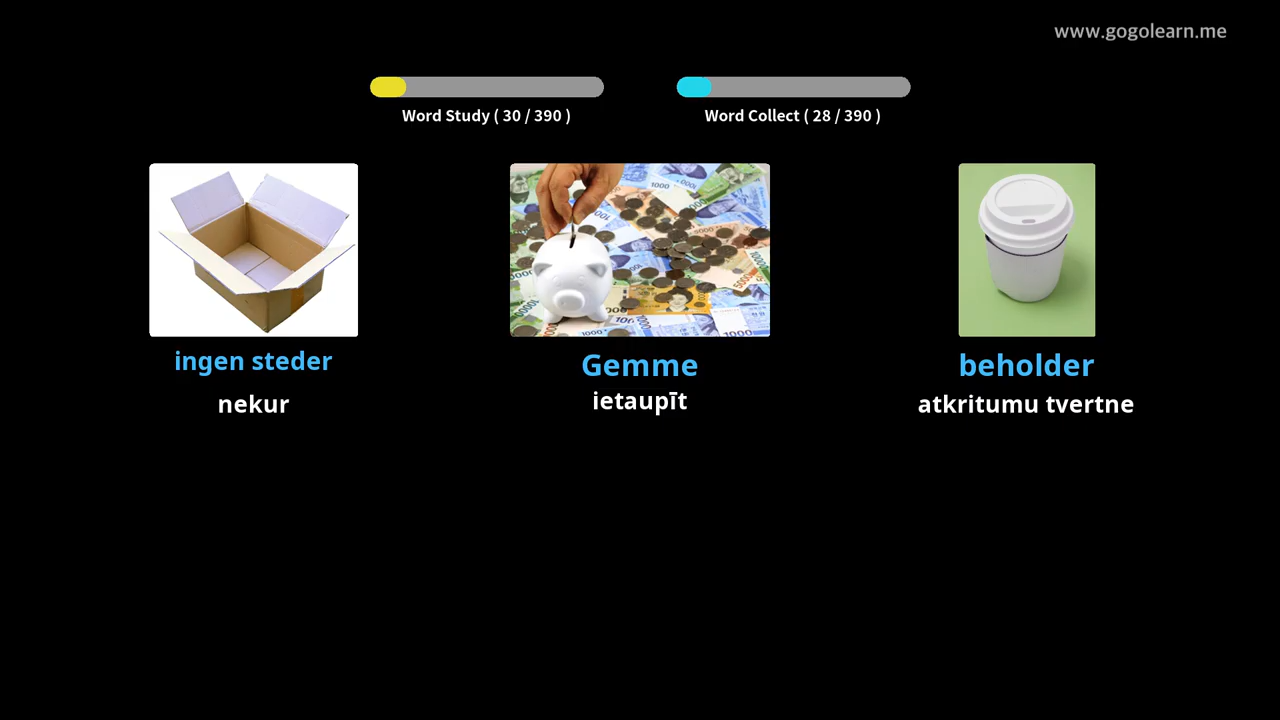 www.gogolearn.me
Word Study ( 30 / 390 )
Word Collect ( 28 / 390 )
ingen steder
Gemme
beholder
nekur
ietaupīt
atkritumu tvertne